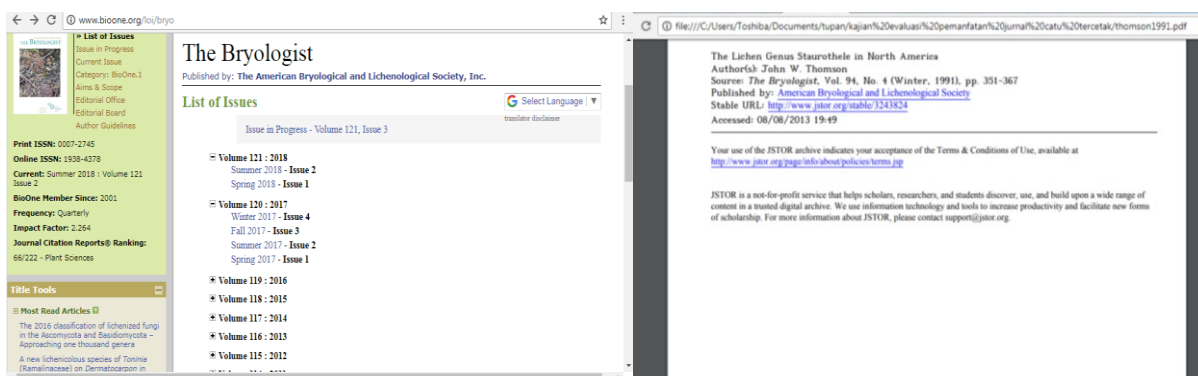 www.bioone.org/loi/bryo
THE BRYOLOGIST
» List of Issues
Issue in Progress
Current Issue
Category: BioOne.1
Aims & Scope
Editorial Office
Editorial Board
Author Guidelines
Print ISSN: 0007-2745
Online ISSN: 1938-4378
Current: Summer 2018 : Volume 121
Issue 2
BioOne Member Since: 2001
Frequency: Quarterly
Impact Factor: 2.264
Journal Citation Reports® Ranking:
66/222 - Plant Sciences
Title Tools
Most Read Articles
The 2016 classification of lichenized fungi
in the Ascomycota and Basidiomycota –
Approaching one thousand genera
A new lichenicolous species of Toninia
(Ramalinaceae) on Dermatocarpon in
The Bryologist
Published by: The American Bryological and Lichenological Society, Inc.
List of Issues
G Select Language ▼
translator disclaimer
Issue in Progress - Volume 121, Issue 3
Volume 121 : 2018
Summer 2018 - Issue 2
Spring 2018 - Issue 1
Volume 120 : 2017
Winter 2017 - Issue 4
Fall 2017 - Issue 3
Summer 2017 - Issue 2
Spring 2017 - Issue 1
Volume 119 : 2016
Volume 118 : 2015
Volume 117 : 2014
Volume 116 : 2013
Volume 115 : 2012
file:///C:/Users/Toshiba/Documents/tupan/kajian%20evaluasi%20pemanfatan%20jurnal%20catu%20tercetak/thomson1991.pdf
The Lichen Genus Staurothele in North America
Author(s): John W. Thomson
Source: The Bryologist, Vol. 94, No. 4 (Winter, 1991), pp. 351-367
Published by: American Bryological and Lichenological Society
Stable URL: http://www.jstor.org/stable/3243824
Accessed: 08/08/2013 19:49
Your use of the JSTOR archive indicates your acceptance of the Terms & Conditions of Use, available at
http://www.jstor.org/page/info/about/policies/terms.jsp
JSTOR is a not-for-profit service that helps scholars, researchers, and students discover, use, and build upon a wide range of
content in a trusted digital archive. We use information technology and tools to increase productivity and facilitate new forms
of scholarship. For more information about JSTOR, please contact support@jstor.org.